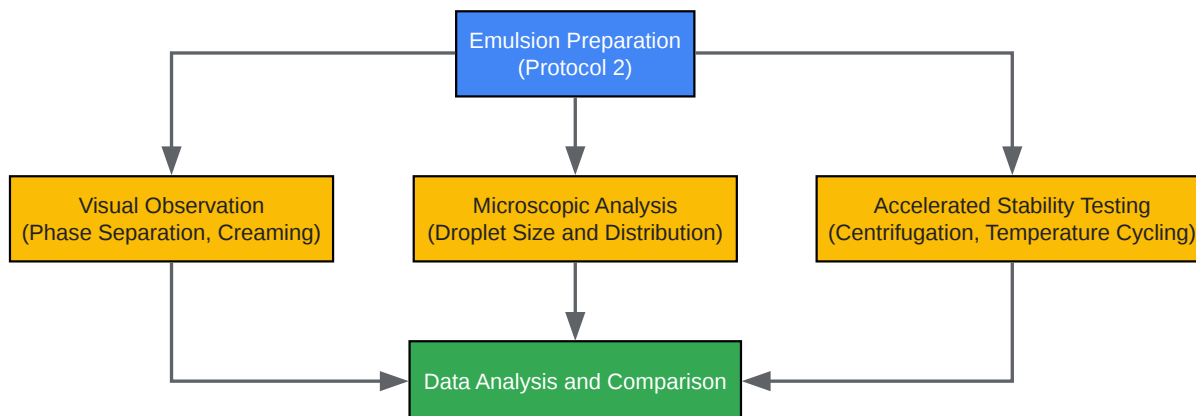 Emulsion Preparation
(Protocol 2)
Visual Observation
(Phase Separation, Creaming)
Microscopic Analysis
(Droplet Size and Distribution)
Accelerated Stability Testing
(Centrifugation, Temperature Cycling)
Data Analysis and Comparison